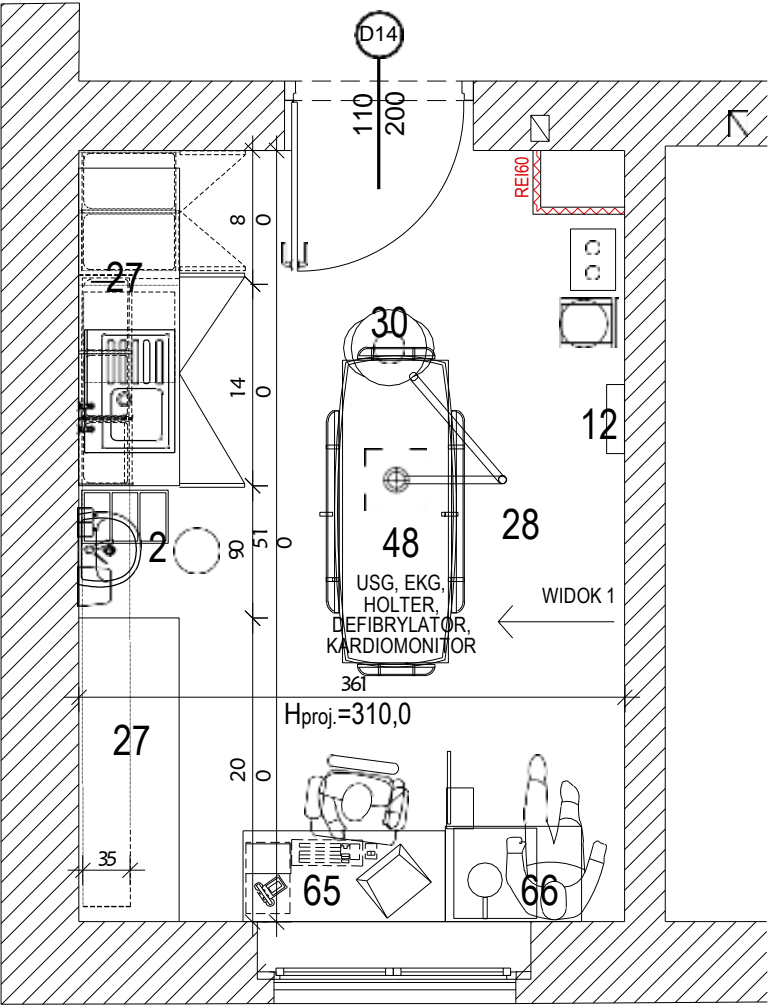 D14
110
200
REI60
8
0
27
30
14
0
12
28
2
90
51
0
48
USG, EKG,
HOLTER,
DEFIBRYLATOR,
KARDIOMONITOR
WIDOK 1
361
Hproj.=310,0
27
20
0
35
65
66